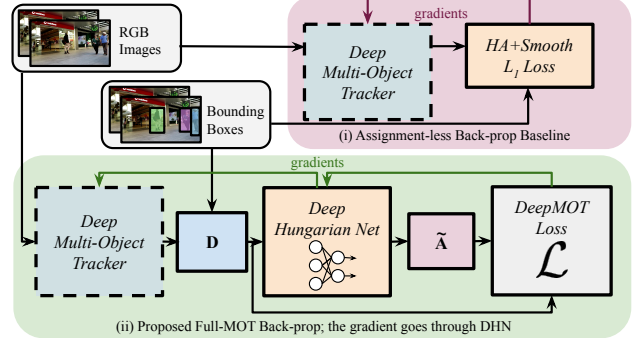 RGB
Images
gradients
Deep
Multi-Object
Tracker
HA+Smooth
L1 Loss
Bounding
Boxes
(i) Assignment-less Back-prop Baseline
gradients
Deep
Multi-Object
Tracker
D
Deep
Hungarian Net
Ã
DeepMOT
Loss
ℒ
(ii) Proposed Full-MOT Back-prop; the gradient goes through DHN